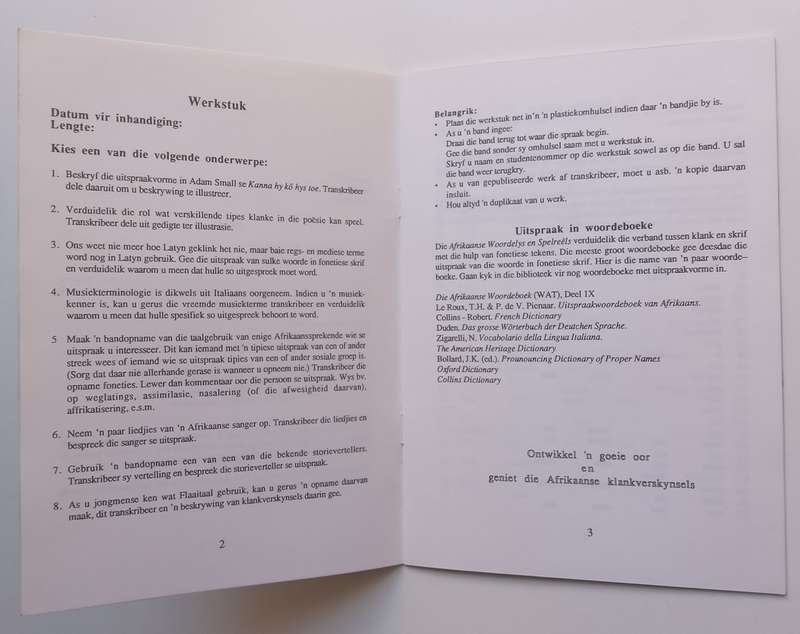 Werkstuk
Datum vir inhandiging:
Lengte:
Kies een van die volgende onderwerpe:
1. Beskryf die uitspraakvorme in Adam Small se Kanna hy kô hys toe. Transkribeer
dele daaruit om u beskrywing te illustreer.
2. Verduidelik die rol wat verskillende tipes klanke in die poësie kan speel.
Transkribeer dele uit gedigte ter illustrasie.
3. Ons weet nie meer hoe Latyn geklink het nie, maar baie regs- en mediese terme
word nog in Latyn gebruik. Gee die uitspraak van sulke woorde in fonetiese skrif
en verduidelik waarom u meen dat hulle so uitgespreek moet word.
4. Musiekterminologie is dikwels uit Italiaans oorgeneem. Indien u 'n musiek-
kenner is, kan u gerus die vreemde musiekterme transkribeer en verduidelik
waarom u meen dat hulle spesifiek so uitgespreek behoort te word.
5 Maak 'n bandopname van die taalgebruik van enige Afrikaanssprekende wie se
uitspraak u interesseer. Dit kan iemand met 'n tipiese uitspraak van een of ander
streek wees of iemand wie se uitspraak tipies van een of ander sosiale groep is.
(Sorg dat daar nie allerhande gerase is wanneer u opneem nie.) Transkribeer die
opname foneties. Lewer dan kommentaar oor die persoon se uitspraak. Wys bv.
op weglatings, assimilasie, nasalering (of die afwesigheid daarvan),
affrikatisering, e.s.m.
6. Neem 'n paar liedjies van 'n Afrikaanse sanger op. Transkribeer die liedjies en
bespreek die sanger se uitspraak.
7. Gebruik 'n bandopname een van een van die bekende storievertellers.
Transkribeer sy vertelling en bespreek die storieverteller se uitspraak.
8. As u jongmense ken wat Flaaitaal gebruik, kan u gerus 'n opname daarvan
maak, dit transkribeer en 'n beskrywing van klankverskynsels daarin gee.
2
Belangrik:
• Plaas die werkstuk net in'n 'n plastiekomhulsel indien daar 'n bandjie by is.
• As u 'n band ingee:
Draai die band terug tot waar die spraak begin.
Gee die band sonder sy omhulsel saam met u werkstuk in.
Skryf u naam en studentenommer op die werkstuk sowel as op die band. U sal
die band weer terugkry.
• As u van gepubliseerde werk af transkribeer, moet u asb. 'n kopie daarvan
insluit.
• Hou altyd 'n duplikaat van u werk.
Uitspraak in woordeboeke
Die Afrikaanse Woordelys en Spelreëls verduidelik die verband tussen klank en skrif
met die hulp van fonetiese tekens. Die meeste groot woordeboeke gee deesdae die
uitspraak van die woorde in fonetiese skrif. Hier is die name van 'n paar woorde-
boeke. Gaan kyk in die biblioteek vir nog woordeboeke met uitspraakvorme in.
Die Afrikaanse Woordeboek (WAT), Deel IX
Le Roux, T.H. & P. de V. Pienaar. Uitspraakwoordeboek van Afrikaans.
Collins - Robert. French Dictionary
Duden. Das grosse Wörterbuch der Deutchen Sprache.
Zigarelli, N. Vocabolario della Lingua Italiana.
The American Heritage Dictionary
Bollard, J.K. (ed.). Prounouncing Dictionary of Proper Names
Oxford Dictionary
Collins Dictionary
Ontwikkel 'n goeie oor
en
geniet die Afrikaanse klankverskynsels
3